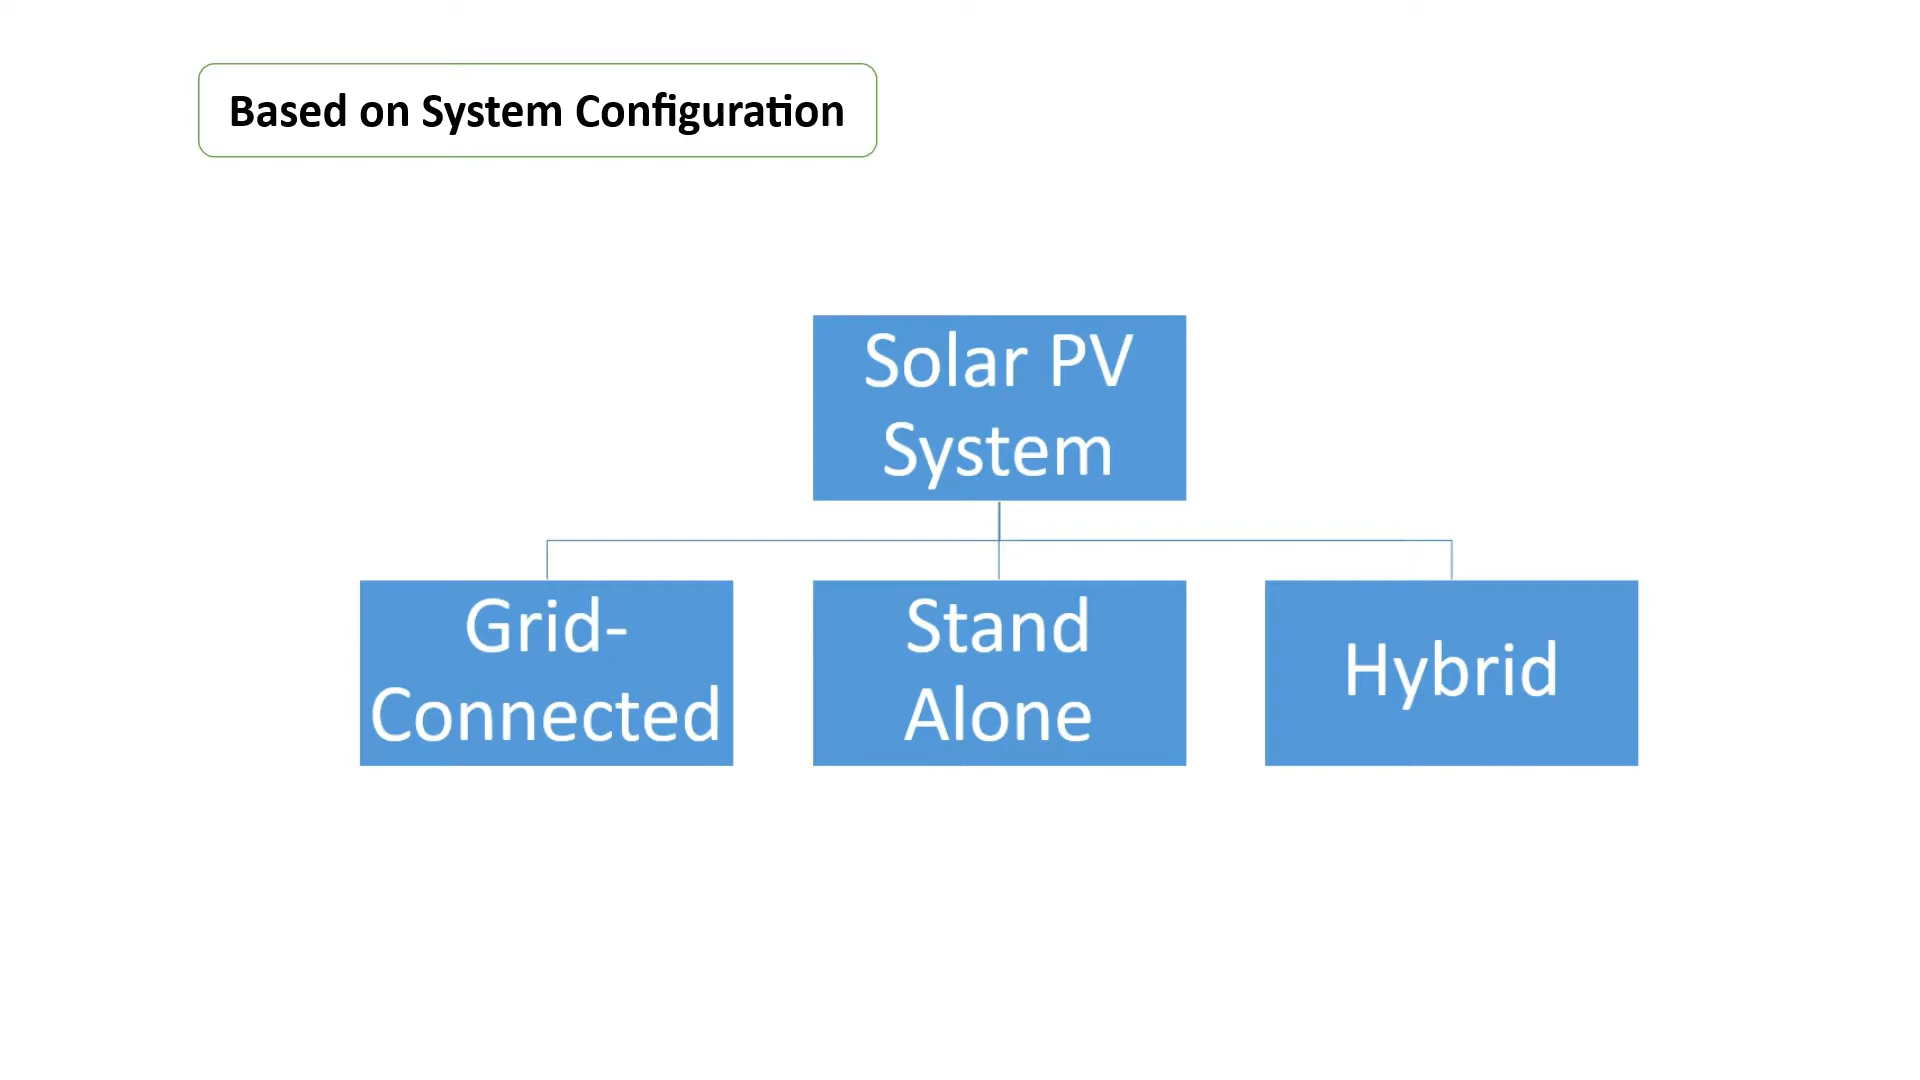 Based on System Configuration
Solar PV
System
Grid-
Connected
Stand
Alone
Hybrid